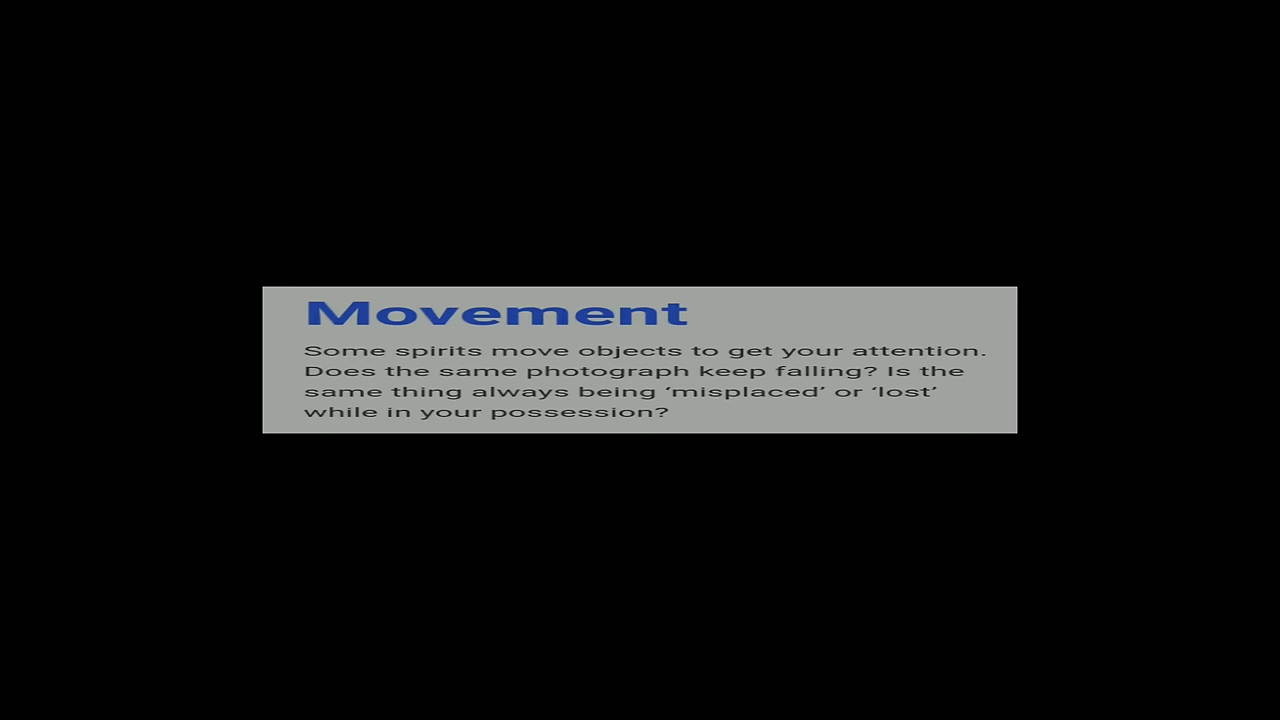 Movement
Some spirits move objects to get your attention.
Does the same photograph keep falling? Is the
same thing always being ‘misplaced’ or ‘lost’
while in your possession?